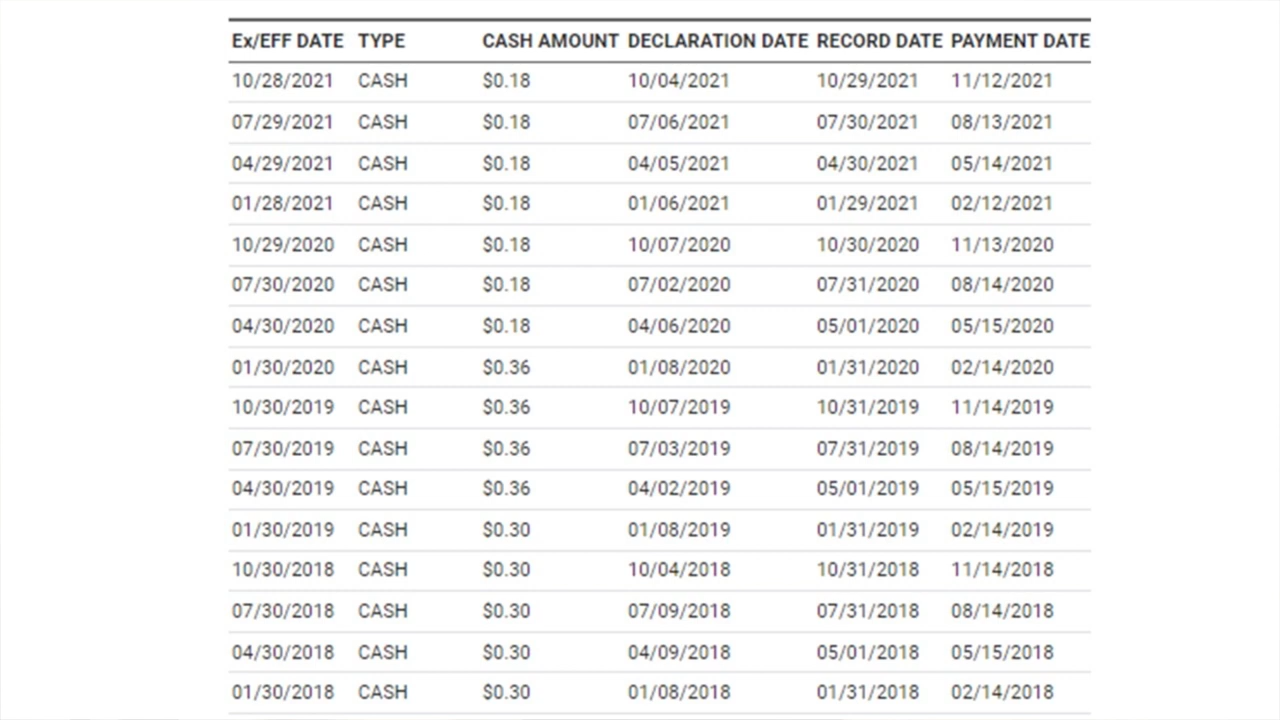 Ex/EFF DATE TYPE CASH AMOUNT DECLARATION DATE RECORD DATE PAYMENT DATE
10/28/2021 CASH $0.18 10/04/2021 10/29/2021 11/12/2021
07/29/2021 CASH $0.18 07/06/2021 07/30/2021 08/13/2021
04/29/2021 CASH $0.18 04/05/2021 04/30/2021 05/14/2021
01/28/2021 CASH $0.18 01/06/2021 01/29/2021 02/12/2021
10/29/2020 CASH $0.18 10/07/2020 10/30/2020 11/13/2020
07/30/2020 CASH $0.18 07/02/2020 07/31/2020 08/14/2020
04/30/2020 CASH $0.18 04/06/2020 05/01/2020 05/15/2020
01/30/2020 CASH $0.36 01/08/2020 01/31/2020 02/14/2020
10/30/2019 CASH $0.36 10/07/2019 10/31/2019 11/14/2019
07/30/2019 CASH $0.36 07/03/2019 07/31/2019 08/14/2019
04/30/2019 CASH $0.36 04/02/2019 05/01/2019 05/15/2019
01/30/2019 CASH $0.30 01/08/2019 01/31/2019 02/14/2019
10/30/2018 CASH $0.30 10/04/2018 10/31/2018 11/14/2018
07/30/2018 CASH $0.30 07/09/2018 07/31/2018 08/14/2018
04/30/2018 CASH $0.30 04/09/2018 05/01/2018 05/15/2018
01/30/2018 CASH $0.30 01/08/2018 01/31/2018 02/14/2018